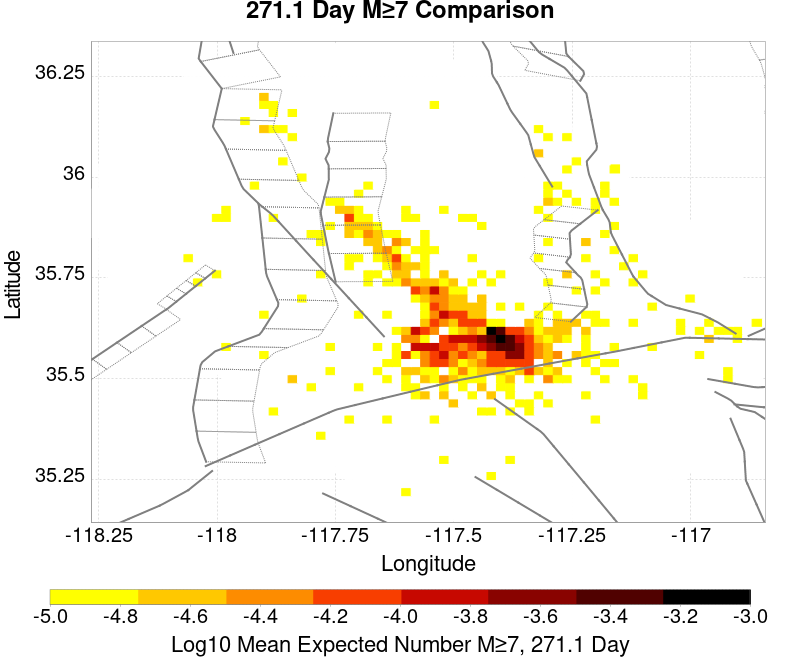 271.1 Day M≥7 Comparison
36.25
36
35.75
35.5
35.25
Latitude
-118.25 -118 -117.75 -117.5 -117.25 -117
Longitude
-5.0 -4.8 -4.6 -4.4 -4.2 -4.0 -3.8 -3.6 -3.4 -3.2 -3.0
Log10 Mean Expected Number M≥7, 271.1 Day